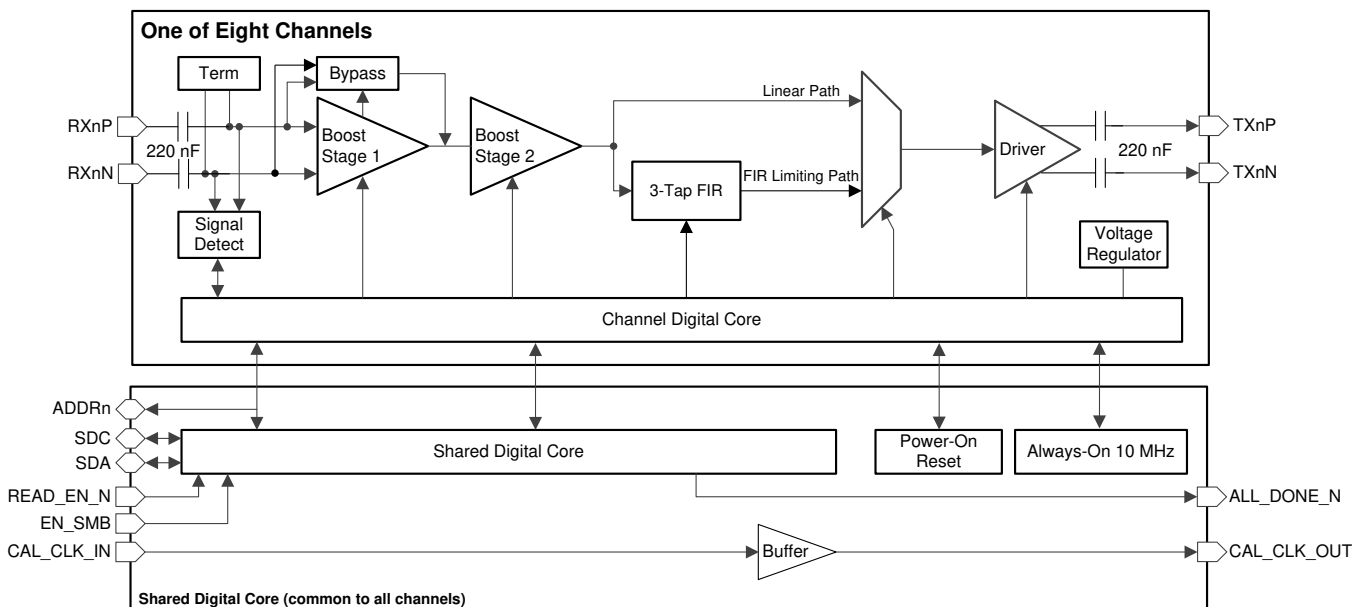 One of Eight Channels
Term
Bypass
RXnP
RXnN
220 nF
Boost
Stage 1
Boost
Stage 2
Linear Path
3-Tap FIR
FIR Limiting Path
Driver
220 nF
TXnP
TXnN
Signal
Detect
Voltage
Regulator
Channel Digital Core
ADDRn
SDC
SDA
READ_EN_N
EN_SMB
CAL_CLK_IN
Shared Digital Core
Power-On
Reset
Always-On 10 MHz
ALL_DONE_N
Buffer
CAL_CLK_OUT
Shared Digital Core (common to all channels)